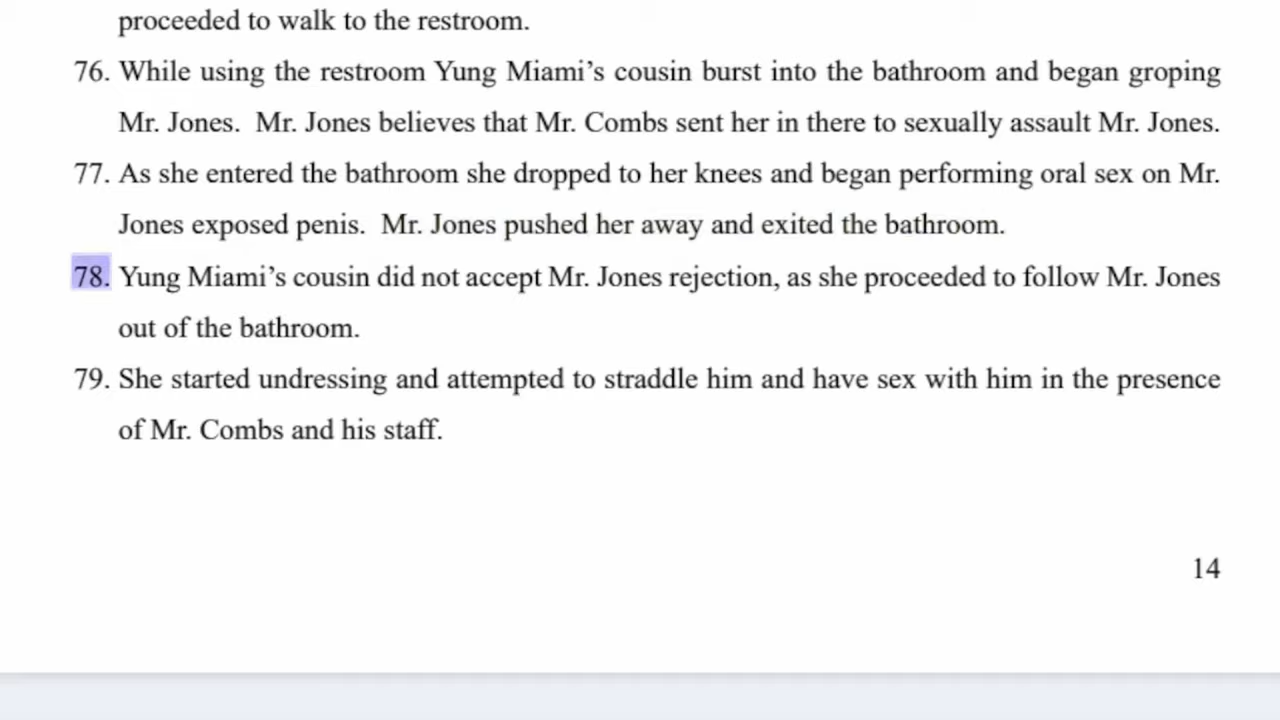 proceeded to walk to the restroom.
76. While using the restroom Yung Miami's cousin burst into the bathroom and began groping
Mr. Jones. Mr. Jones believes that Mr. Combs sent her in there to sexually assault Mr. Jones.
77. As she entered the bathroom she dropped to her knees and began performing oral sex on Mr.
Jones exposed penis. Mr. Jones pushed her away and exited the bathroom.
78. Yung Miami's cousin did not accept Mr. Jones rejection, as she proceeded to follow Mr. Jones
out of the bathroom.
79. She started undressing and attempted to straddle him and have sex with him in the presence
of Mr. Combs and his staff.
14